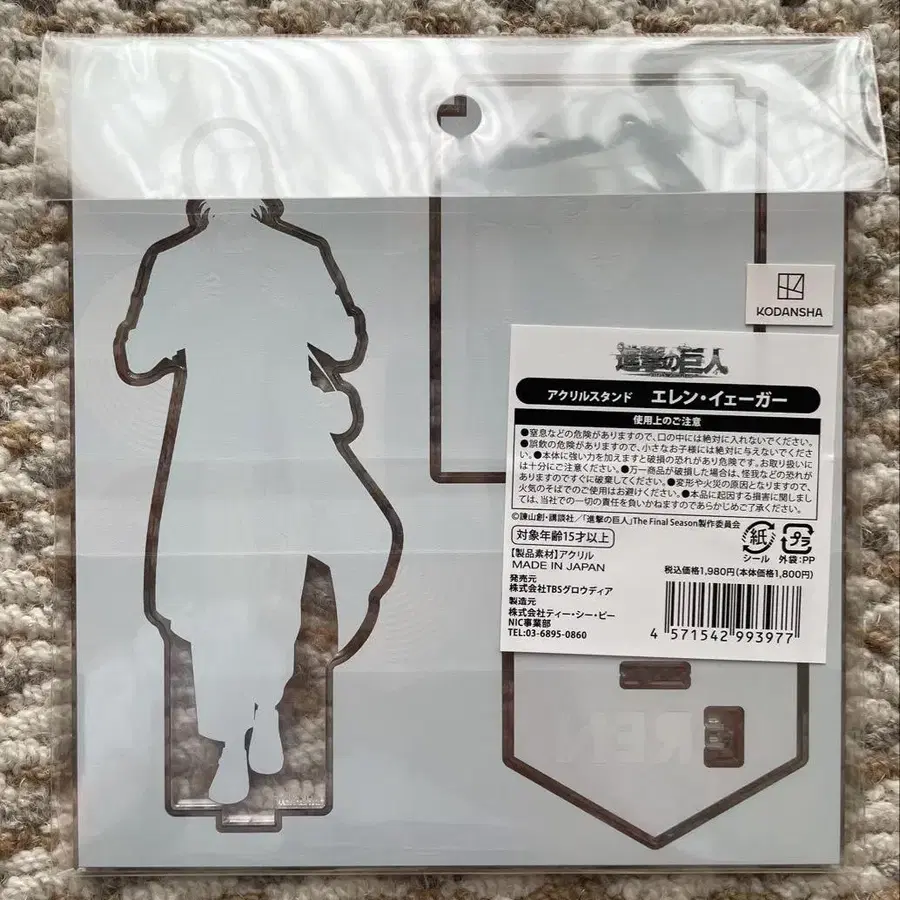 KODANSHA
進撃の巨人
アクリルスタンド エレン・イェーガー
使用上のご注意
●窒息などの危険がありますので、口の中には絶対に入れないでください。
●誤飲の危険がありますので、小さなお子様には絶対に与えないでくださ
い。●本体に強い力を加えますと破損の恐れがあり危険です。お取り扱いに
は十分にご注意ください。●万一商品が破損した場合は、怪我などの恐れが
ありますのですぐに破棄してください。●変形や火災の原因となりますので、
火気のそばでのご使用はお避けください。●本品に起因する損害に関しまし
ては、当社での一切の責任を負いかねますのであらかじめご了承ください。
©諫山創・講談社／「進撃の巨人」The Final Season製作委員会
対象年齢15才以上
紙
シール
プラ
外袋:PP
【製品素材】アクリル
MADE IN JAPAN
税込価格1,980円(本体価格1,800円)
発売元
株式会社TBSグロウディア
製造元
株式会社ティー・シー・ピー
NIC事業部
TEL:03-6895-0860
4 571542 993977
EREN